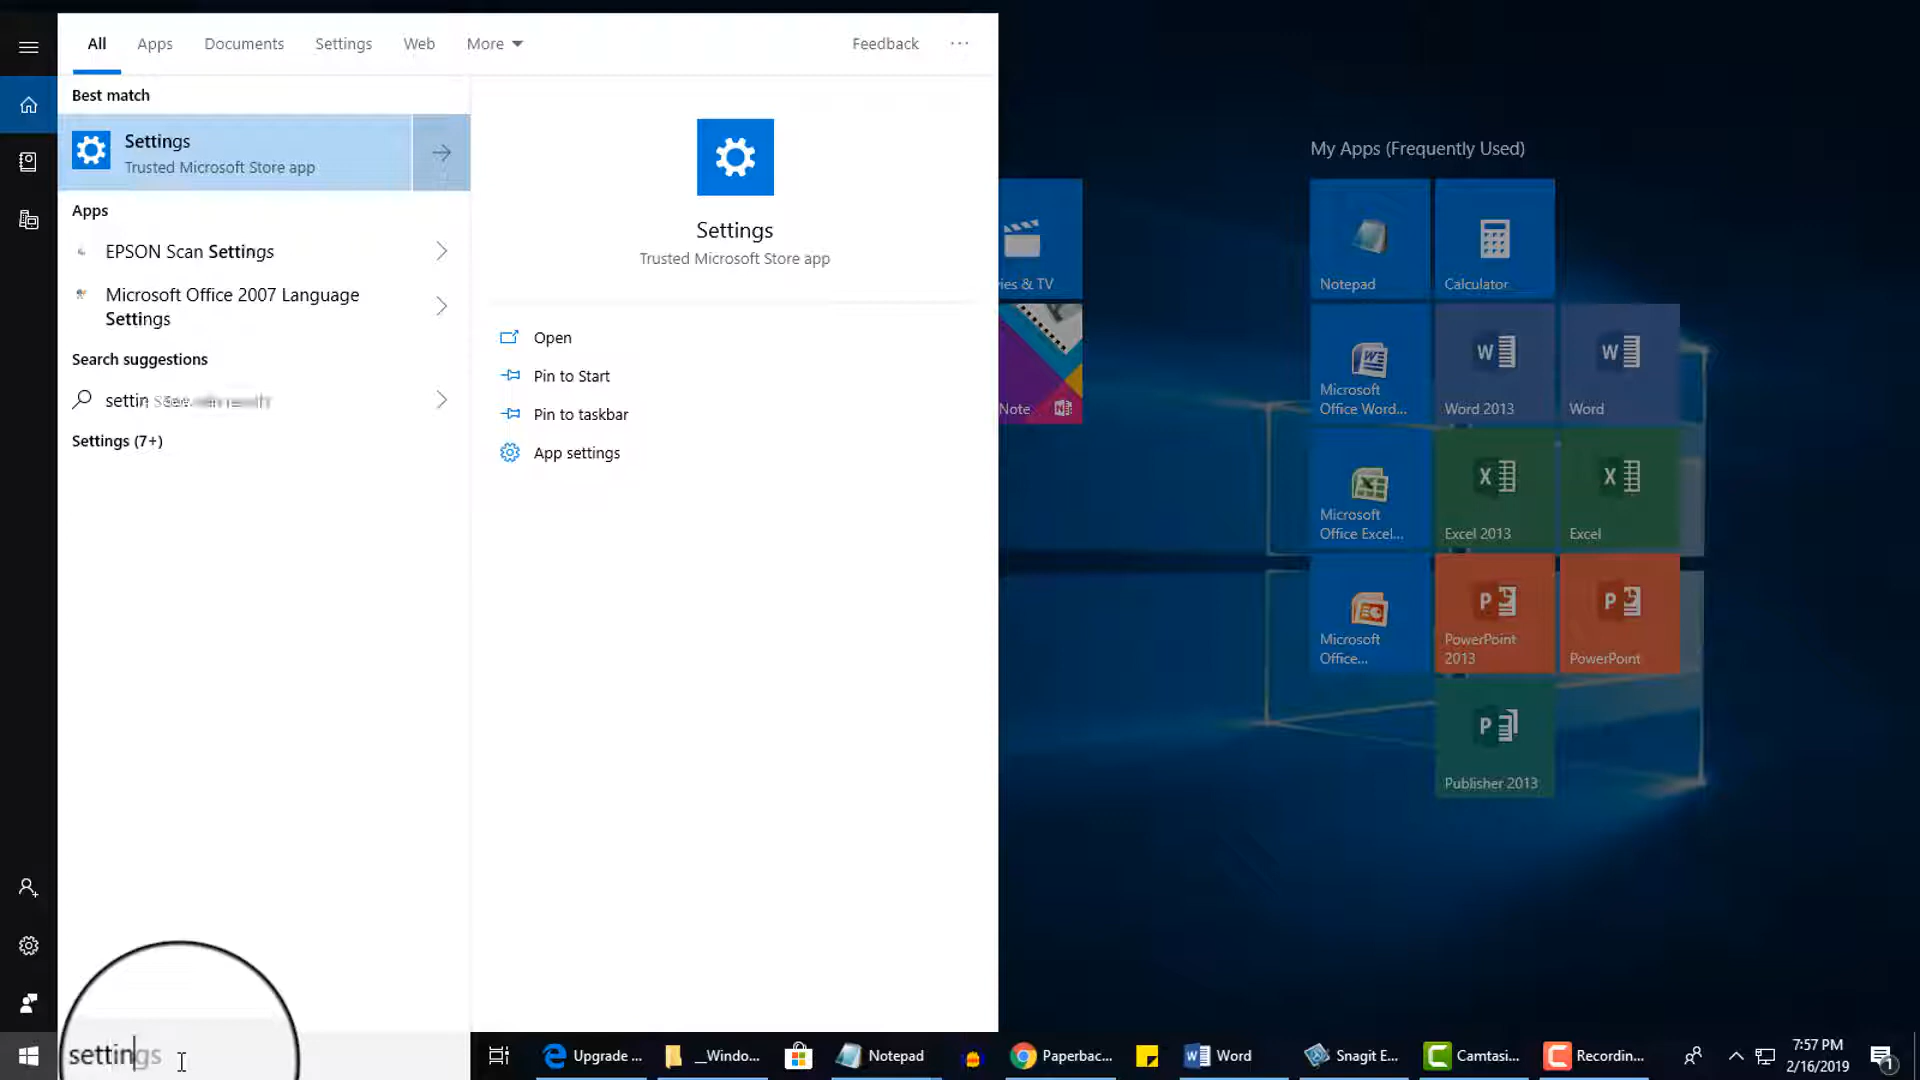 All
Apps
Documents
Settings
Web
More
Feedback
Best match
Settings
Trusted Microsoft Store app
Apps
EPSON Scan Settings
Microsoft Office 2007 Language
Settings
Search suggestions
settin
Settings (7+)
Settings
Trusted Microsoft Store app
Open
Pin to Start
Pin to taskbar
App settings
ies & TV
Note
My Apps (Frequently Used)
Notepad
Calculator
Microsoft
Office Word...
Word 2013
Word
Microsoft
Office Excel...
Excel 2013
Excel
Microsoft
Office...
PowerPoint
2013
PowerPoint
Publisher 2013
settings
Upgrade ...
__Windo...
Notepad
Paperbac...
Word
Snagit E...
Camtasi...
Recordin...
7:57 PM
2/16/2019
1